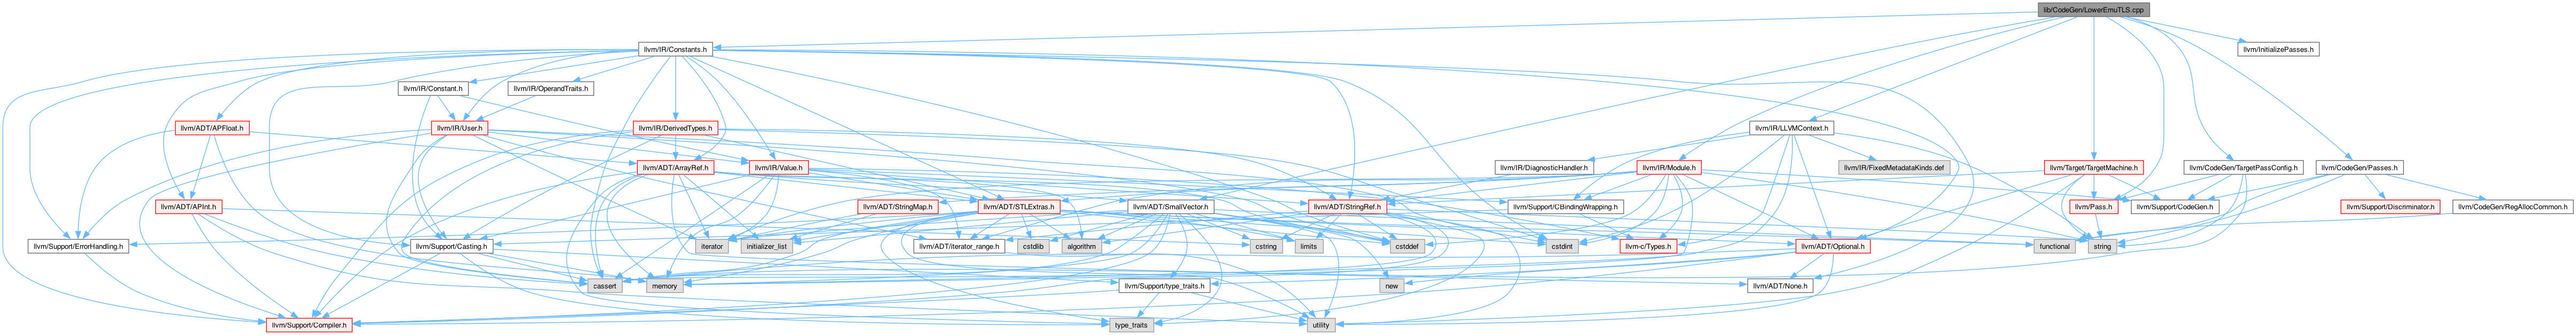 lib/CodeGen/LowerEmuTLS.cpp
llvm/IR/Constants.h
llvm/InitializePasses.h
llvm/IR/Constant.h
llvm/IR/OperandTraits.h
llvm/ADT/APFloat.h
llvm/IR/User.h
llvm/IR/DerivedTypes.h
llvm/IR/LLVMContext.h
llvm/ADT/ArrayRef.h
llvm/IR/Value.h
llvm/IR/DiagnosticHandler.h
llvm/IR/Module.h
llvm/IR/FixedMetadataKinds.def
llvm/Target/TargetMachine.h
llvm/CodeGen/TargetPassConfig.h
llvm/CodeGen/Passes.h
llvm/ADT/APInt.h
llvm/ADT/StringMap.h
llvm/ADT/STLExtras.h
llvm/ADT/SmallVector.h
llvm/ADT/StringRef.h
llvm/Support/CBindingWrapping.h
llvm/Pass.h
llvm/Support/CodeGen.h
llvm/Support/Discriminator.h
llvm/CodeGen/RegAllocCommon.h
llvm/Support/ErrorHandling.h
llvm/Support/Casting.h
iterator
initializer_list
llvm/ADT/iterator_range.h
cstdlib
algorithm
cstring
limits
cstddef
llvm-c/Types.h
cstdint
llvm/ADT/Optional.h
functional
string
cassert
memory
llvm/Support/type_traits.h
new
llvm/ADT/None.h
llvm/Support/Compiler.h
type_traits
utility